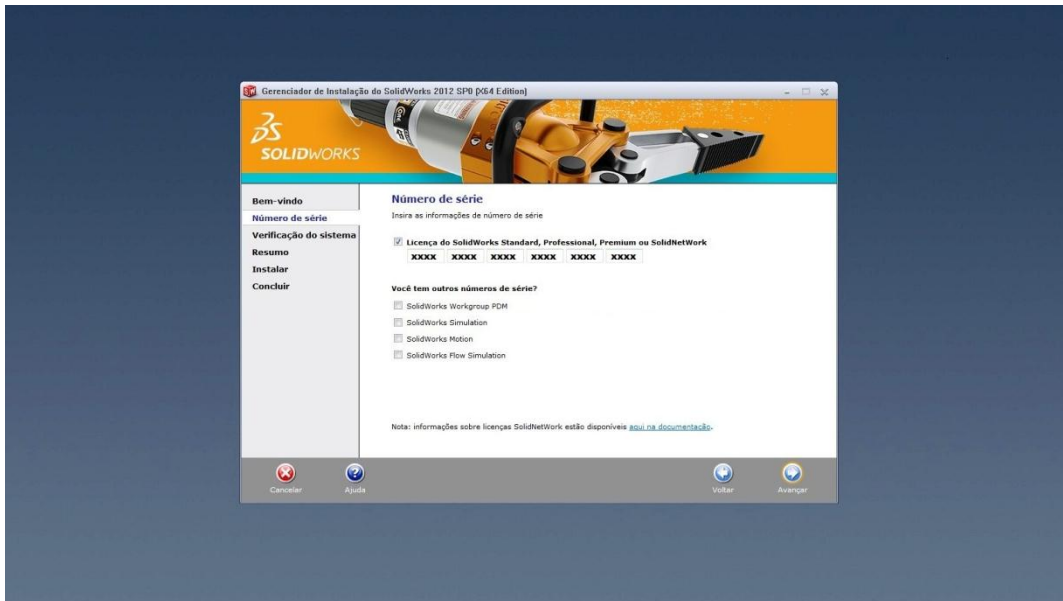 Gerenciador de Instalação do SolidWorks 2012 SP0 (X64 Edition)
SOLIDWORKS
Bem-vindo
Número de série
Verificação do sistema
Resumo
Instalar
Concluir
Número de série
Insira as informações de número de série
Licença do SolidWorks Standard, Professional, Premium ou SolidNetWork
XXXX XXXX XXXX XXXX XXXX XXXX
Você tem outros números de série?
SolidWorks Workgroup PDM
SolidWorks Simulation
SolidWorks Motion
SolidWorks Flow Simulation
Nota: informações sobre licenças SolidNetWork estão disponíveis aqui na documentação.
Cancelar Ajuda Voltar Avançar